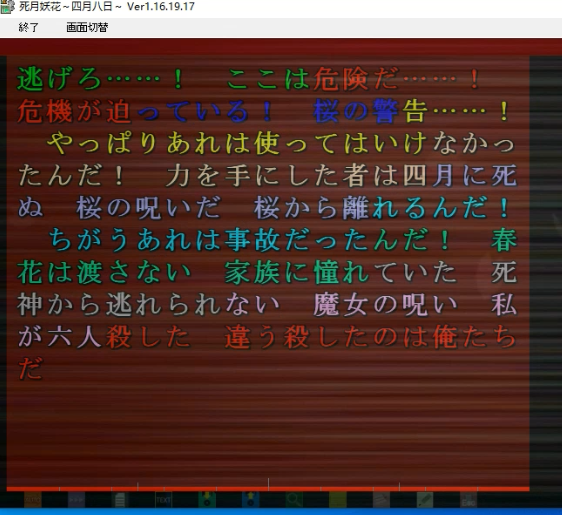 死月妖花～四月八日～ Ver1.16.19.17
終了　画面切替
逃げろ……！　ここは危険だ……！
危機が迫っている！　桜の警告……！
　やっぱりあれは使ってはいけなかっ
たんだ！　力を手にした者は四月に死
ぬ　桜の呪いだ　桜から離れるんだ！
　ちがうあれは事故だったんだ！　春
花は渡さない　家族に憧れていた　死
神から逃れられない　魔女の呪い　私
が六人殺した　違う殺したのは俺たち
だ
TEXT